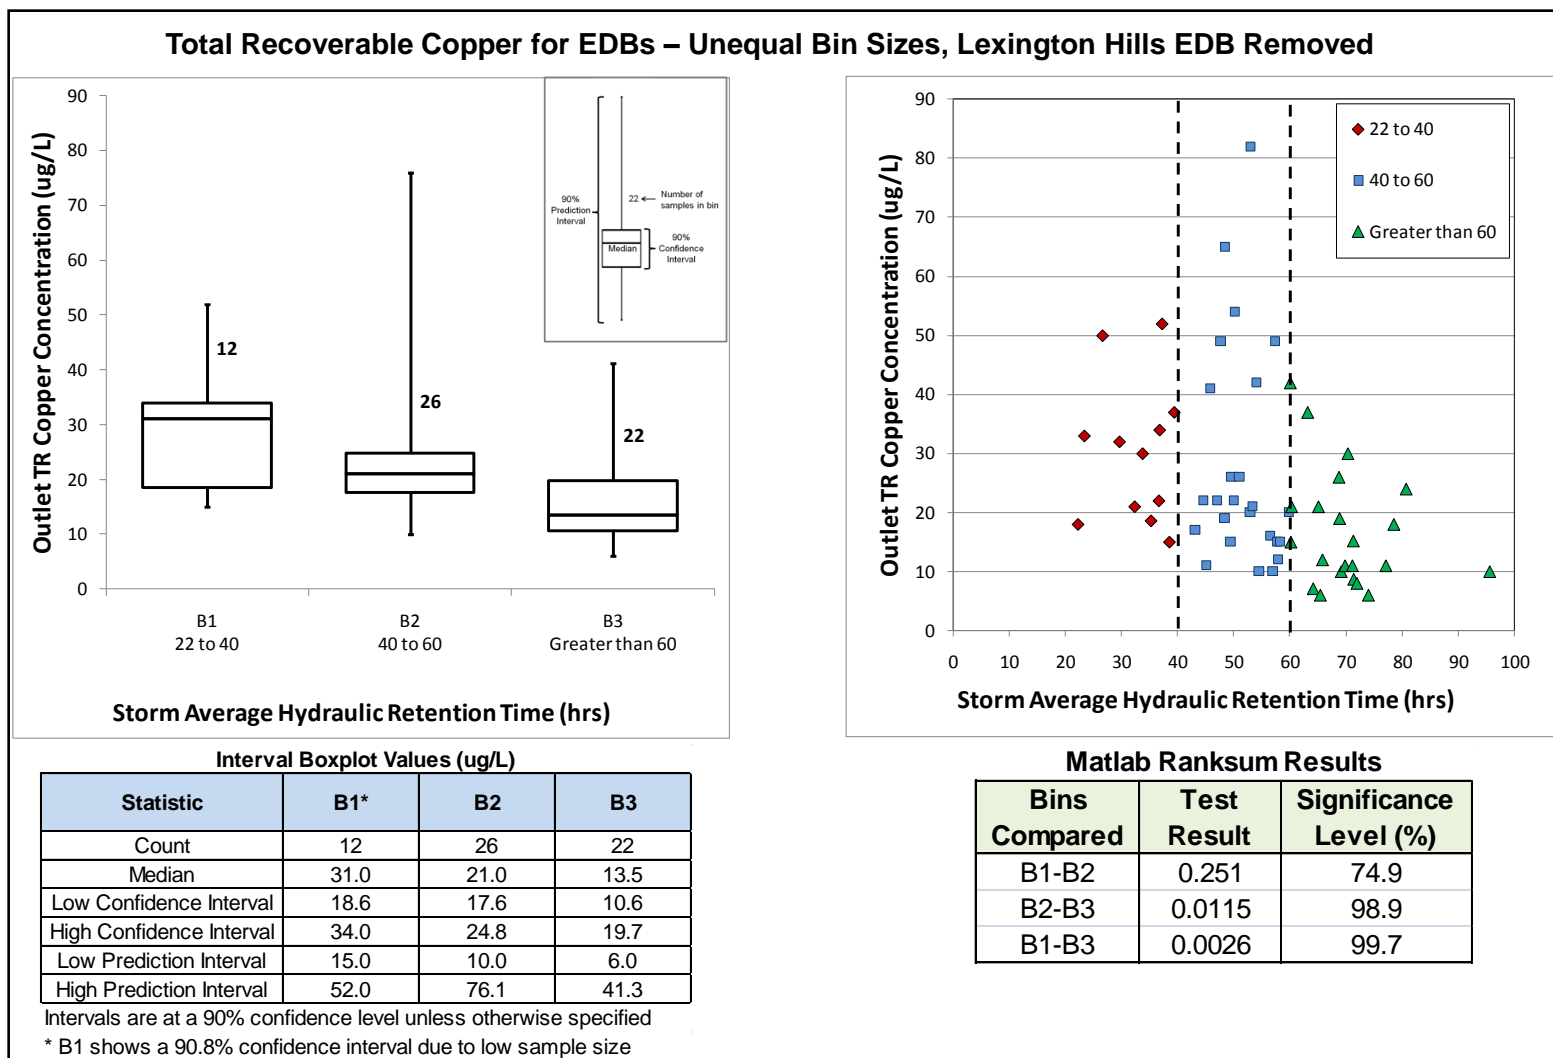 Total Recoverable Copper for EDBs – Unequal Bin Sizes, Lexington Hills EDB Removed
Outlet TR Copper Concentration (ug/L)
90
80
70
60
50
40
30
20
10
0
12
26
22
90%
Prediction
Interval
22
Number of
samples in bin
Median
90%
Confidence
Interval
B1
22 to 40
B2
40 to 60
B3
Greater than 60
Storm Average Hydraulic Retention Time (hrs)
Outlet TR Copper Concentration (ug/L)
90
80
70
60
50
40
30
20
10
0
22 to 40
40 to 60
Greater than 60
0 10 20 30 40 50 60 70 80 90 100
Storm Average Hydraulic Retention Time (hrs)
Interval Boxplot Values (ug/L)
Statistic B1* B2 B3
Count 12 26 22
Median 31.0 21.0 13.5
Low Confidence Interval 18.6 17.6 10.6
High Confidence Interval 34.0 24.8 19.7
Low Prediction Interval 15.0 10.0 6.0
High Prediction Interval 52.0 76.1 41.3
Intervals are at a 90% confidence level unless otherwise specified
* B1 shows a 90.8% confidence interval due to low sample size
Matlab Ranksum Results
Bins Compared Test Result Significance Level (%)
B1-B2 0.251 74.9
B2-B3 0.0115 98.9
B1-B3 0.0026 99.7